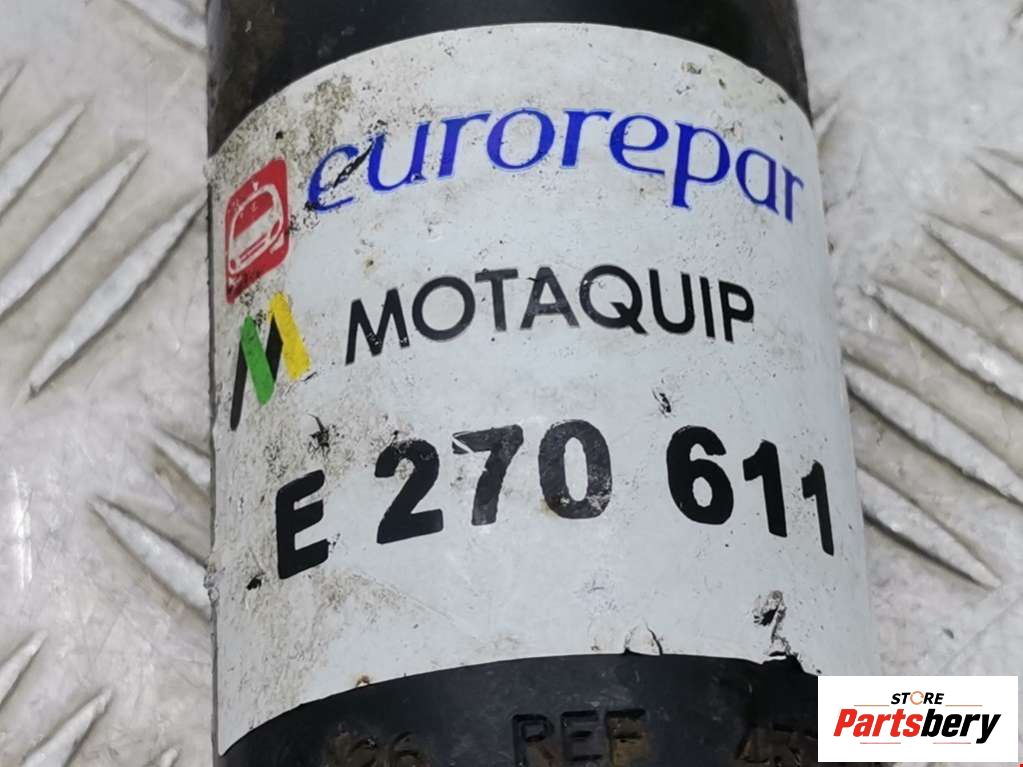 eurorepar
MOTAQUIP
E 270 611
REF
STORE
Partsbery